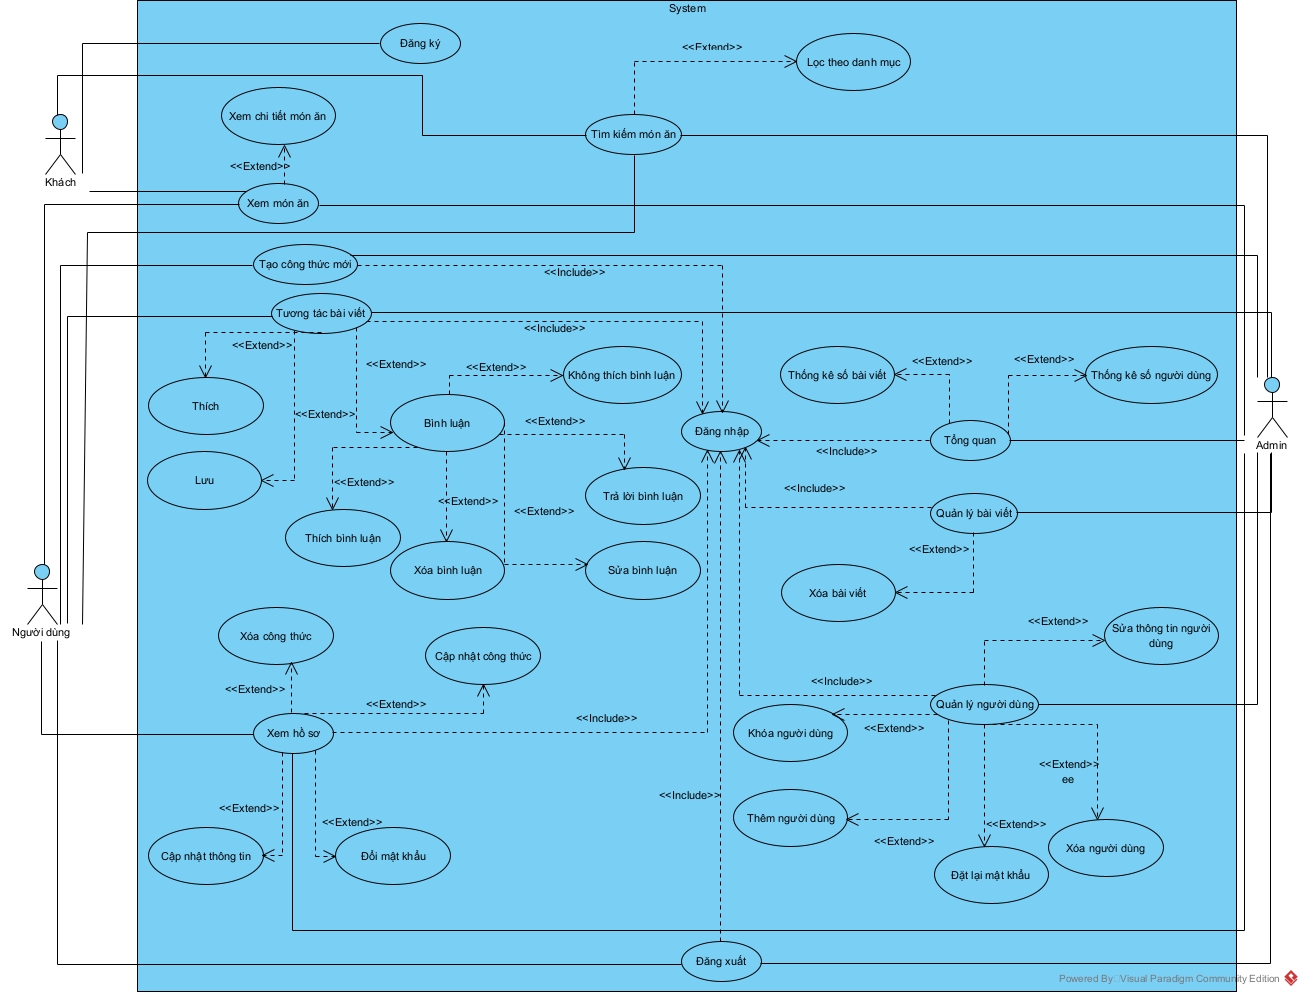 System
Đăng ký
<<Extend>>
Lọc theo danh mục
Xem chi tiết món ăn
Tìm kiếm món ăn
<<Extend>>
Khách
Xem món ăn
Tạo công thức mới
<<Include>>
Tương tác bài viết
<<Include>>
<<Extend>>
<<Extend>>
<<Extend>>
Không thích bình luận
Thống kê số bài viết
<<Extend>>
<<Extend>>
Thống kê số người dùng
Thích
<<Extend>>
Bình luận
<<Extend>>
Đăng nhập
Tổng quan
Admin
<<Include>>
Lưu
<<Extend>>
<<Extend>>
<<Extend>>
Trả lời bình luận
<<Include>>
Quản lý bài viết
Thích bình luận
<<Extend>>
Xóa bình luận
Sửa bình luận
Xóa bài viết
Người dùng
Xóa công thức
Cập nhật công thức
<<Extend>>
Sửa thông tin người
dùng
<<Extend>>
<<Extend>>
<<Include>>
<<Include>>
Quản lý người dùng
Xem hồ sơ
Khóa người dùng
<<Extend>>
<<Extend>>
ee
<<Include>>
<<Extend>>
<<Extend>>
Thêm người dùng
<<Extend>>
<<Extend>>
Xóa người dùng
Cập nhật thông tin
Đổi mật khẩu
Đặt lại mật khẩu
Đăng xuất
Powered By Visual Paradigm Community Edition